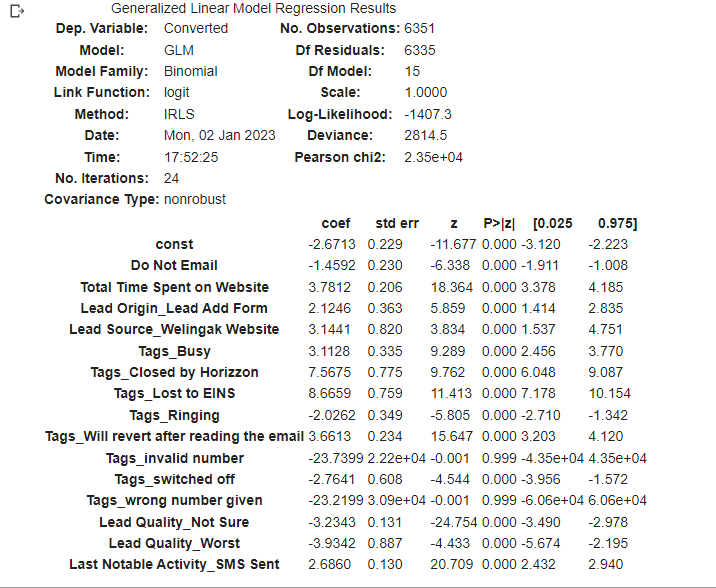 Generalized Linear Model Regression Results
Dep. Variable: Converted No. Observations: 6351
Model: GLM Df Residuals: 6335
Model Family: Binomial Df Model: 15
Link Function: logit Scale: 1.0000
Method: IRLS Log-Likelihood: -1407.3
Date: Mon, 02 Jan 2023 Deviance: 2814.5
Time: 17:52:25 Pearson chi2: 2.35e+04
No. Iterations: 24
Covariance Type: nonrobust
coef std err z P>|z| [0.025 0.975]
const -2.6713 0.229 -11.677 0.000 -3.120 -2.223
Do Not Email -1.4592 0.230 -6.338 0.000 -1.911 -1.008
Total Time Spent on Website 3.7812 0.206 18.364 0.000 3.378 4.185
Lead Origin_Lead Add Form 2.1246 0.363 5.859 0.000 1.414 2.835
Lead Source_Welingak Website 3.1441 0.820 3.834 0.000 1.537 4.751
Tags_Busy 3.1128 0.335 9.289 0.000 2.456 3.770
Tags_Closed by Horizzon 7.5675 0.775 9.762 0.000 6.048 9.087
Tags_Lost to EINS 8.6659 0.759 11.413 0.000 7.178 10.154
Tags_Ringing -2.0262 0.349 -5.805 0.000 -2.710 -1.342
Tags_Will revert after reading the email 3.6613 0.234 15.647 0.000 3.203 4.120
Tags_invalid number -23.7399 2.22e+04 -0.001 0.999 -4.35e+04 4.35e+04
Tags_switched off -2.7641 0.608 -4.544 0.000 -3.956 -1.572
Tags_wrong number given -23.2199 3.09e+04 -0.001 0.999 -6.06e+04 6.06e+04
Lead Quality_Not Sure -3.2343 0.131 -24.754 0.000 -3.490 -2.978
Lead Quality_Worst -3.9342 0.887 -4.433 0.000 -5.674 -2.195
Last Notable Activity_SMS Sent 2.6860 0.130 20.709 0.000 2.432 2.940